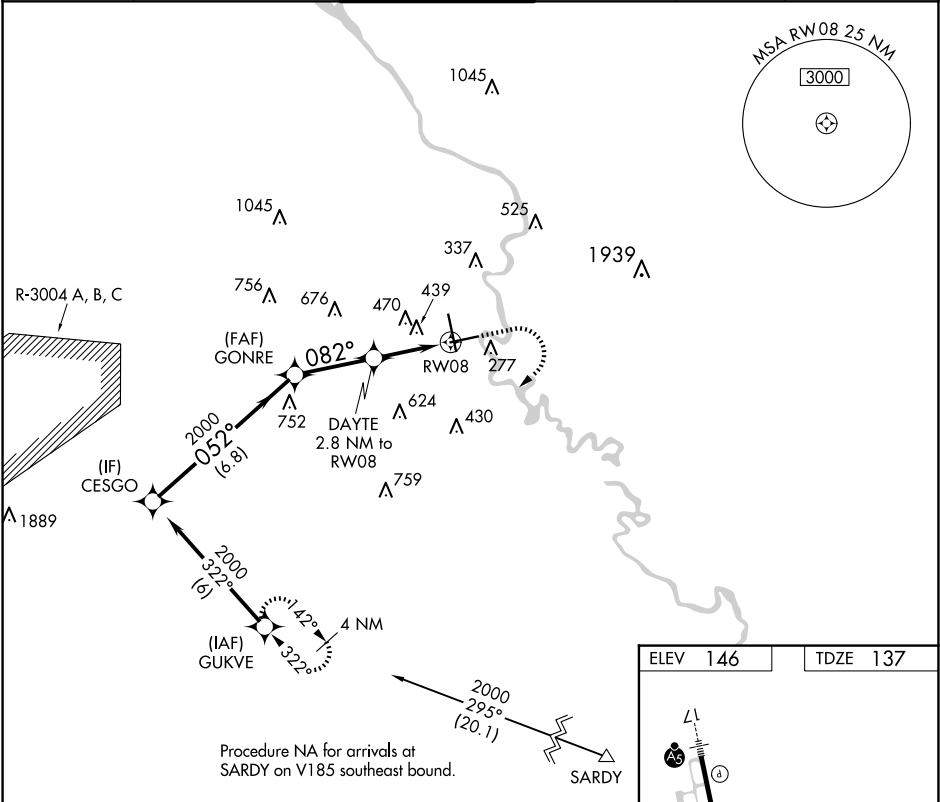 MSA RW08 25 NM
3000
1045
1045
525
337
1939
R-3004 A, B, C
756
676
470
439
(FAF)
GONRE
082°
RW08
277
752
624
430
DAYTE
2.8 NM to
RW08
2000
052°
(6.8)
(IF)
CESGO
759
1889
2000
322°
(6)
142°
4 NM
322°
(IAF)
GUKVE
2000
295°
(20.1)
SARDY
Procedure NA for arrivals at
SARDY on V185 southeast bound.
ELEV 146
TDZE 137
17
A5
P